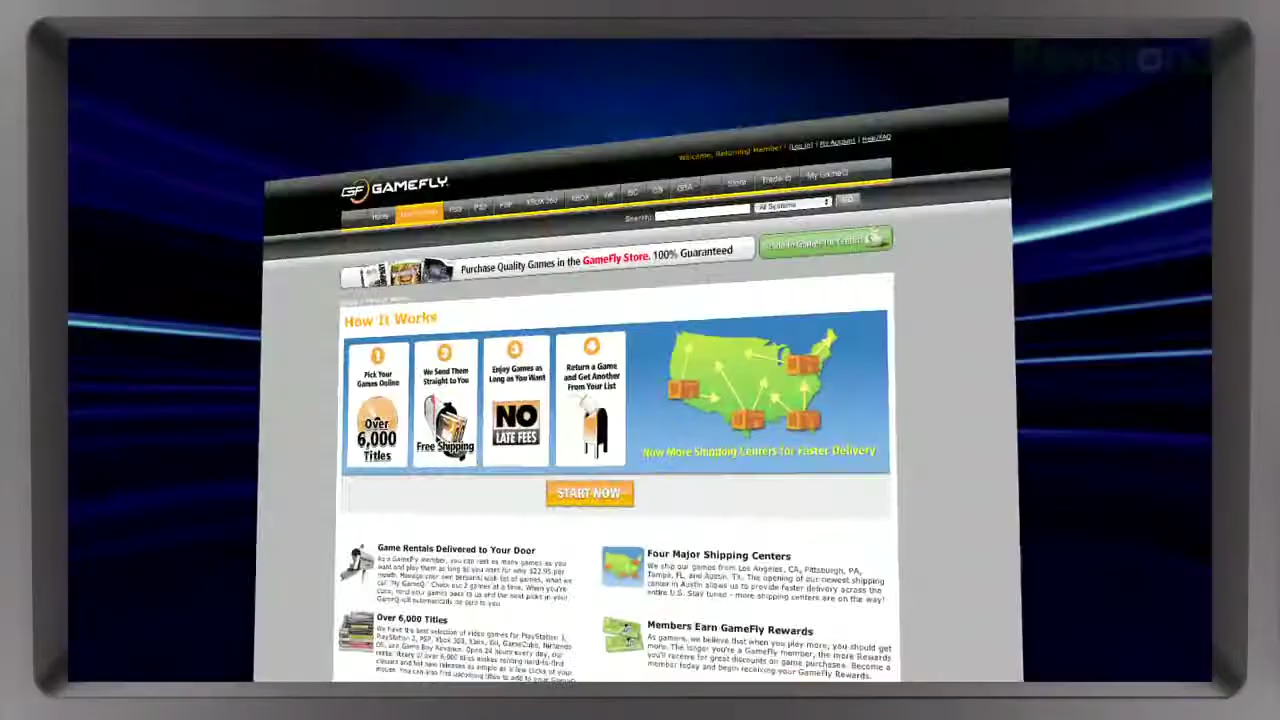 Revision
Welcome, Returning Member | Log In | My Account | Help/FAQ
GF GAMEFLY
Home PS3 PS2 PSP XBOX 360 XBOX Wii GC DS GBA Store Trade-In My GameQ
Search: All Systems GO
Purchase Quality Games in the GameFly Store. 100% Guaranteed
Trade-In Games for Credit!
How It Works
1
Pick Your
Games Online
Over
6,000
Titles
2
We Send Them
Straight to You
Free Shipping
3
Enjoy Games as
Long as You Want
NO
LATE FEES
4
Return a Game
and Get Another
From Your List
Now More Shipping Centers for Faster Delivery
START NOW
Game Rentals Delivered to Your Door
As a GameFly member, you can rent as many games as you
want and play them as long as you want for only $22.95 per
month. Manage your own personal wish list of games, what we
call "My GameQ." Check out 2 games at a time. When you're
done, send your games back to us and the next picks in your
GameQ will automatically be sent to you.
Over 6,000 Titles
We have the best selection of video games for PlayStation 3,
PlayStation 2, PSP, Xbox 360, Xbox, Wii, GameCube, Nintendo
DS, and Game Boy Advance. Open 24 hours every day, our
library of over 6,000 titles makes renting hard-to-find
classics and hot new releases as simple as a few clicks of your
mouse. You can also find upcoming titles to add to your GameQ
Four Major Shipping Centers
We ship our games from Los Angeles, CA, Pittsburgh, PA,
Tampa, FL, and Austin, TX. The opening of our newest shipping
center in Austin allows us to provide faster delivery across the
entire U.S. Stay tuned - more shipping centers are on the way!
Members Earn GameFly Rewards
As gamers, we believe that when you play more, you should get
more. The longer you're a GameFly member, the more Rewards
you'll receive for great discounts on game purchases. Become a
member today and begin receiving your GameFly Rewards.